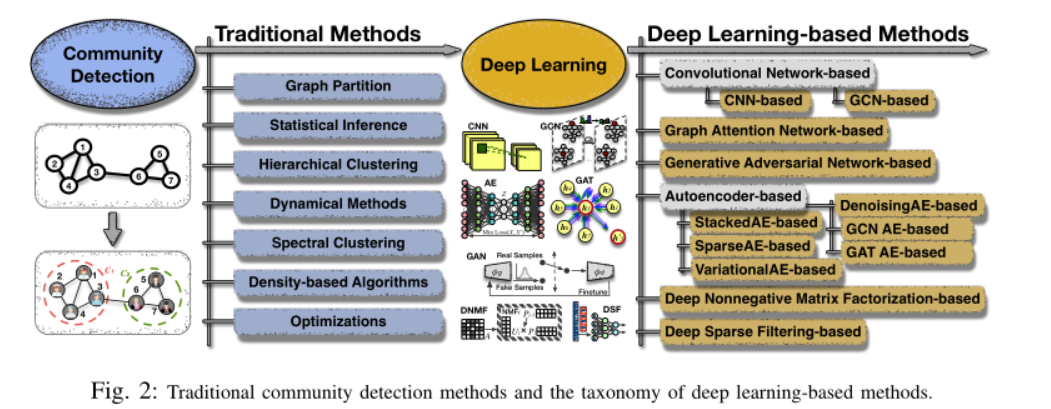 Community
Detection
Traditional Methods
Graph Partition
Statistical Inference
Hierarchical Clustering
Dynamical Methods
Spectral Clustering
Density-based Algorithms
Optimizations
1
2
3
4
5
6
7
C₁
C₂
1
2
3
4
5
6
7
Deep Learning
CNN
GCN
AE
GAT
Z
Min Loss(X, X')
GAN
Real Samples
Fake Samples
Finetune
DNMF
NMF
DSF
Deep Learning-based Methods
Convolutional Network-based
CNN-based
GCN-based
Graph Attention Network-based
Generative Adversarial Network-based
Autoencoder-based
StackedAE-based
SparseAE-based
VariationalAE-based
DenoisingAE-based
GCN AE-based
GAT AE-based
Deep Nonnegative Matrix Factorization-based
Deep Sparse Filtering-based
Fig. 2: Traditional community detection methods and the taxonomy of deep learning-based methods.